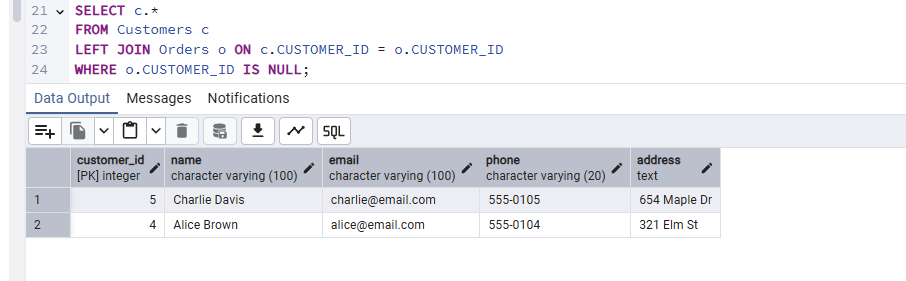 21 SELECT c.*
22 FROM Customers c
23 LEFT JOIN Orders o ON c.CUSTOMER_ID = o.CUSTOMER_ID
24 WHERE o.CUSTOMER_ID IS NULL;
Data Output Messages Notifications
SQL
customer_id name email phone address
[PK] integer character varying (100) character varying (100) character varying (20) text
1 5 Charlie Davis charlie@email.com 555-0105 654 Maple Dr
2 4 Alice Brown alice@email.com 555-0104 321 Elm St